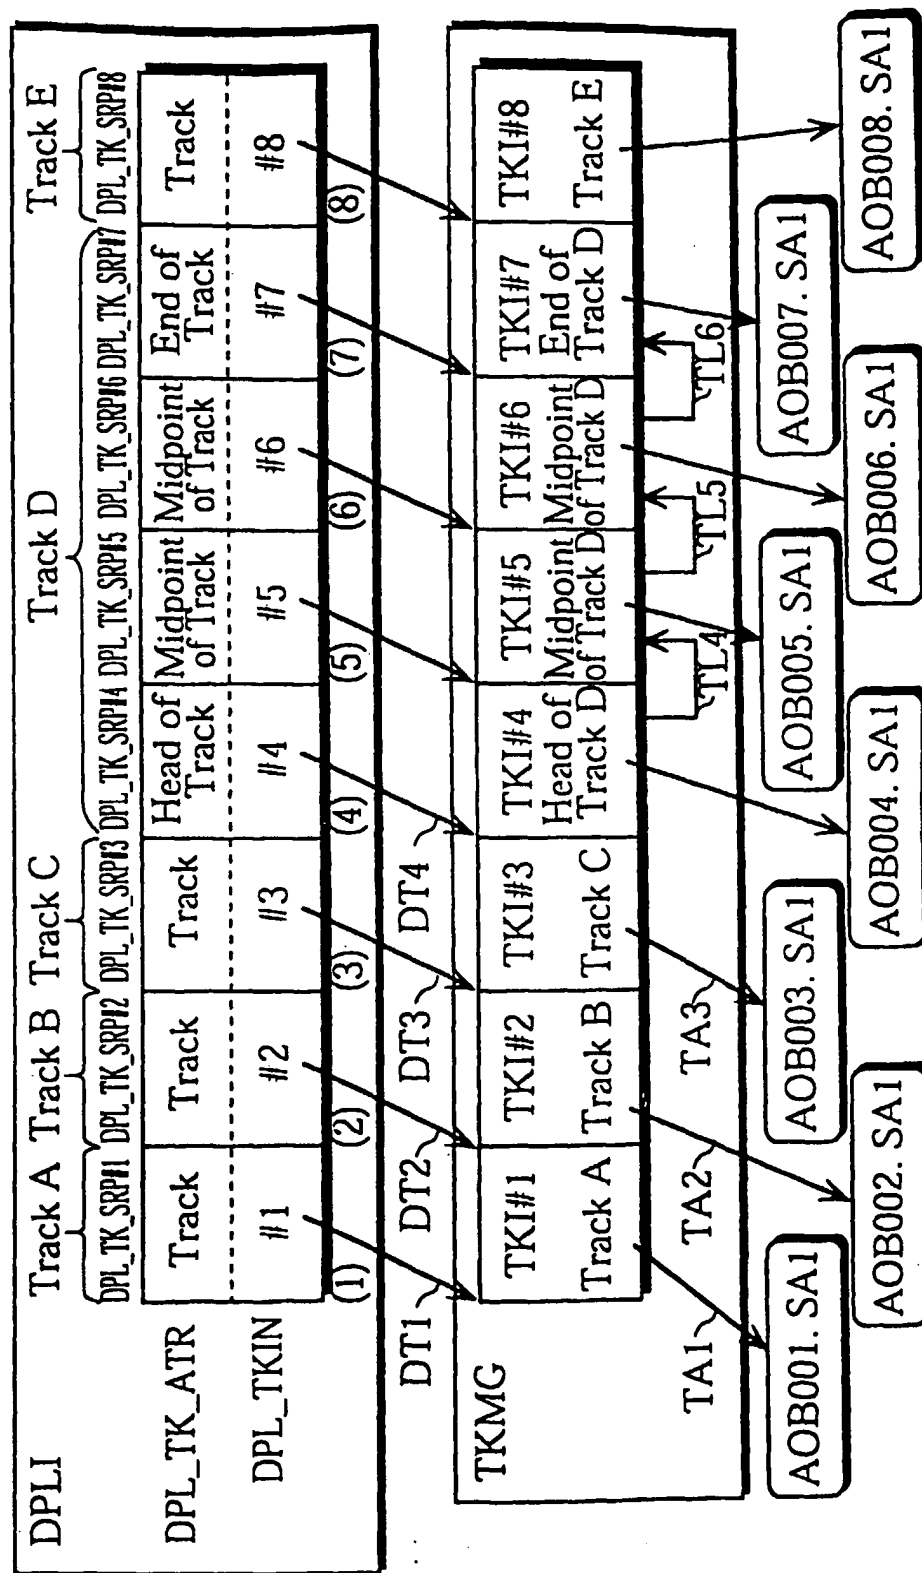 DPLI
Track A
Track B
Track C
Track D
Track E
DPL_TK_SRP#1
DPL_TK_SRP#2
DPL_TK_SRP#3
DPL_TK_SRP#4
DPL_TK_SRP#5
DPL_TK_SRP#6
DPL_TK_SRP#7
DPL_TK_SRP#8
DPL_TK_ATR
Track
Track
Track
Head of
Track
Midpoint
of Track
Midpoint
of Track
End of
Track
Track
DPL_TKIN
#1
#2
#3
#4
#5
#6
#7
#8
(1)
(2)
(3)
(4)
(5)
(6)
(7)
(8)
DT1
DT2
DT3
DT4
TKMG
TKI#1
Track A
TKI#2
Track B
TKI#3
Track C
TKI#4
Head of
Track D
TKI#5
Midpoint
of Track D
TKI#6
Midpoint
of Track D
TKI#7
End of
Track D
TKI#8
Track E
TL4
TL5
TL6
TA1
TA2
TA3
AOB001. SA1
AOB002. SA1
AOB003. SA1
AOB004. SA1
AOB005. SA1
AOB006. SA1
AOB007. SA1
AOB008. SA1